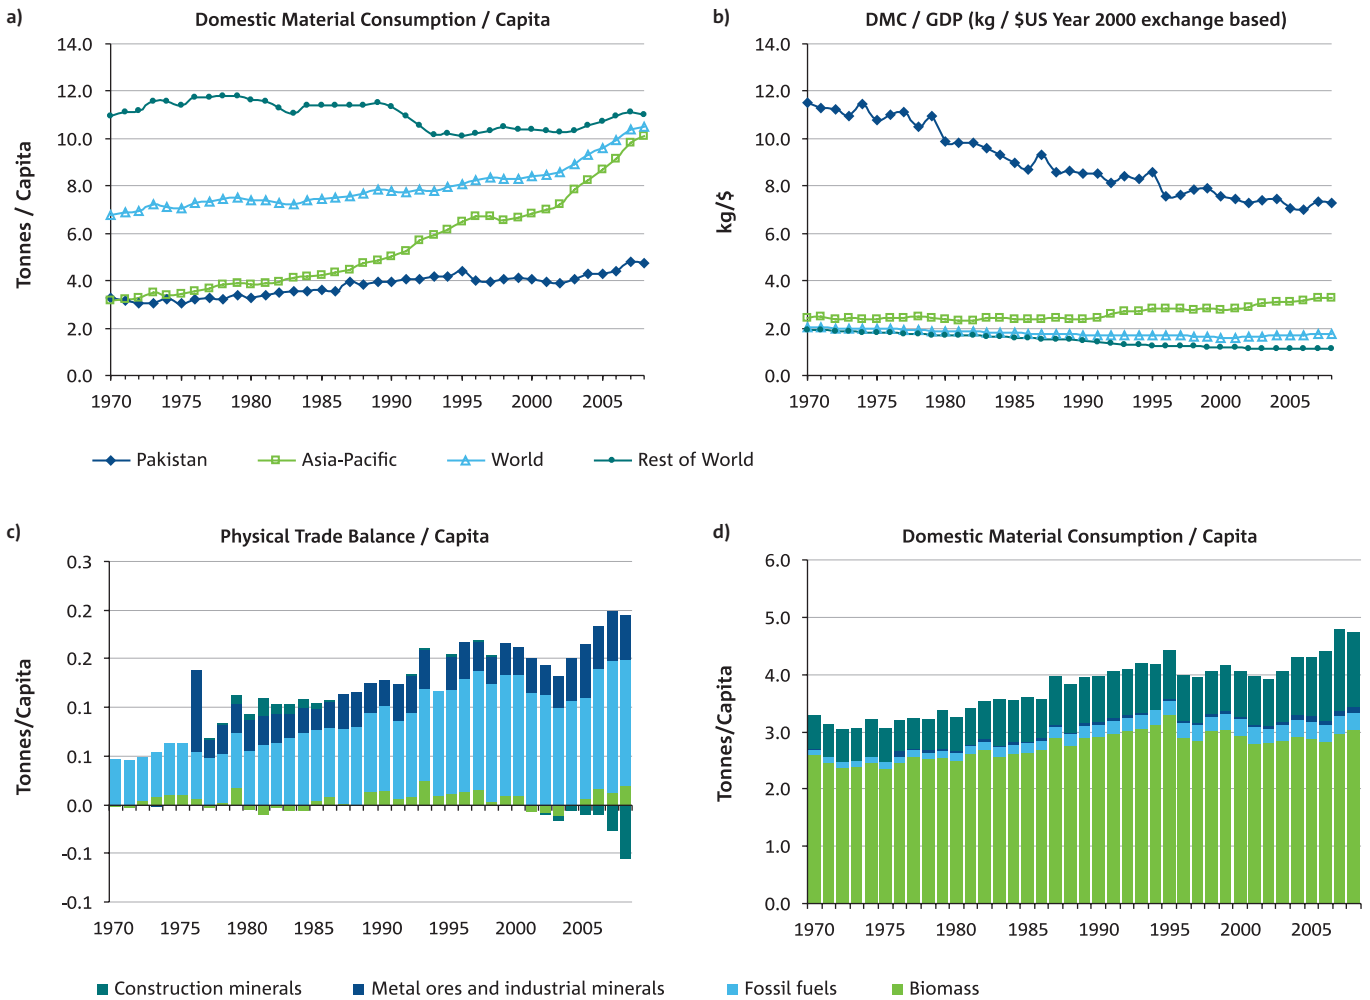 a)
Domestic Material Consumption / Capita
14.0
12.0
10.0
8.0
6.0
4.0
2.0
0.0
Tonnes / Capita
1970 1975 1980 1985 1990 1995 2000 2005
b)
DMC / GDP (kg / $US Year 2000 exchange based)
14.0
12.0
10.0
8.0
6.0
4.0
2.0
0.0
kg/$
1970 1975 1980 1985 1990 1995 2000 2005
Pakistan Asia-Pacific World Rest of World
c)
Physical Trade Balance / Capita
0.3
0.2
0.2
0.1
0.1
0.0
-0.1
-0.1
Tonnes/Capita
1970 1975 1980 1985 1990 1995 2000 2005
d)
Domestic Material Consumption / Capita
6.0
5.0
4.0
3.0
2.0
1.0
0.0
Tonnes/Capita
1970 1975 1980 1985 1990 1995 2000 2005
Construction minerals Metal ores and industrial minerals Fossil fuels Biomass